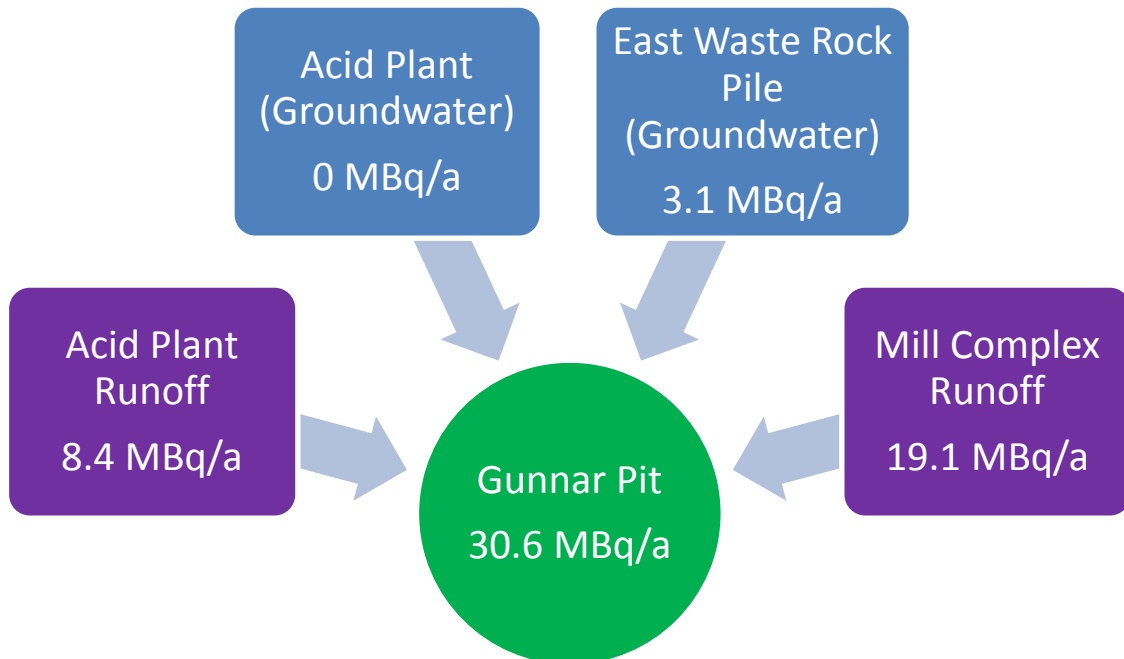 Acid Plant
(Groundwater)
0 MBq/a
East Waste Rock
Pile
(Groundwater)
3.1 MBq/a
Acid Plant
Runoff
8.4 MBq/a
Mill Complex
Runoff
19.1 MBq/a
Gunnar Pit
30.6 MBq/a